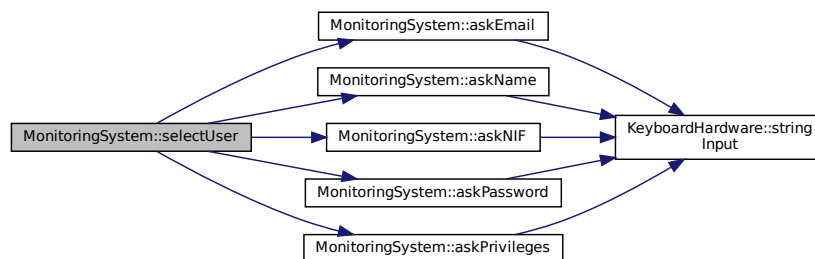 MonitoringSystem::askEmail
MonitoringSystem::askName
MonitoringSystem::selectUser
MonitoringSystem::askNIF
KeyboardHardware::string
Input
MonitoringSystem::askPassword
MonitoringSystem::askPrivileges